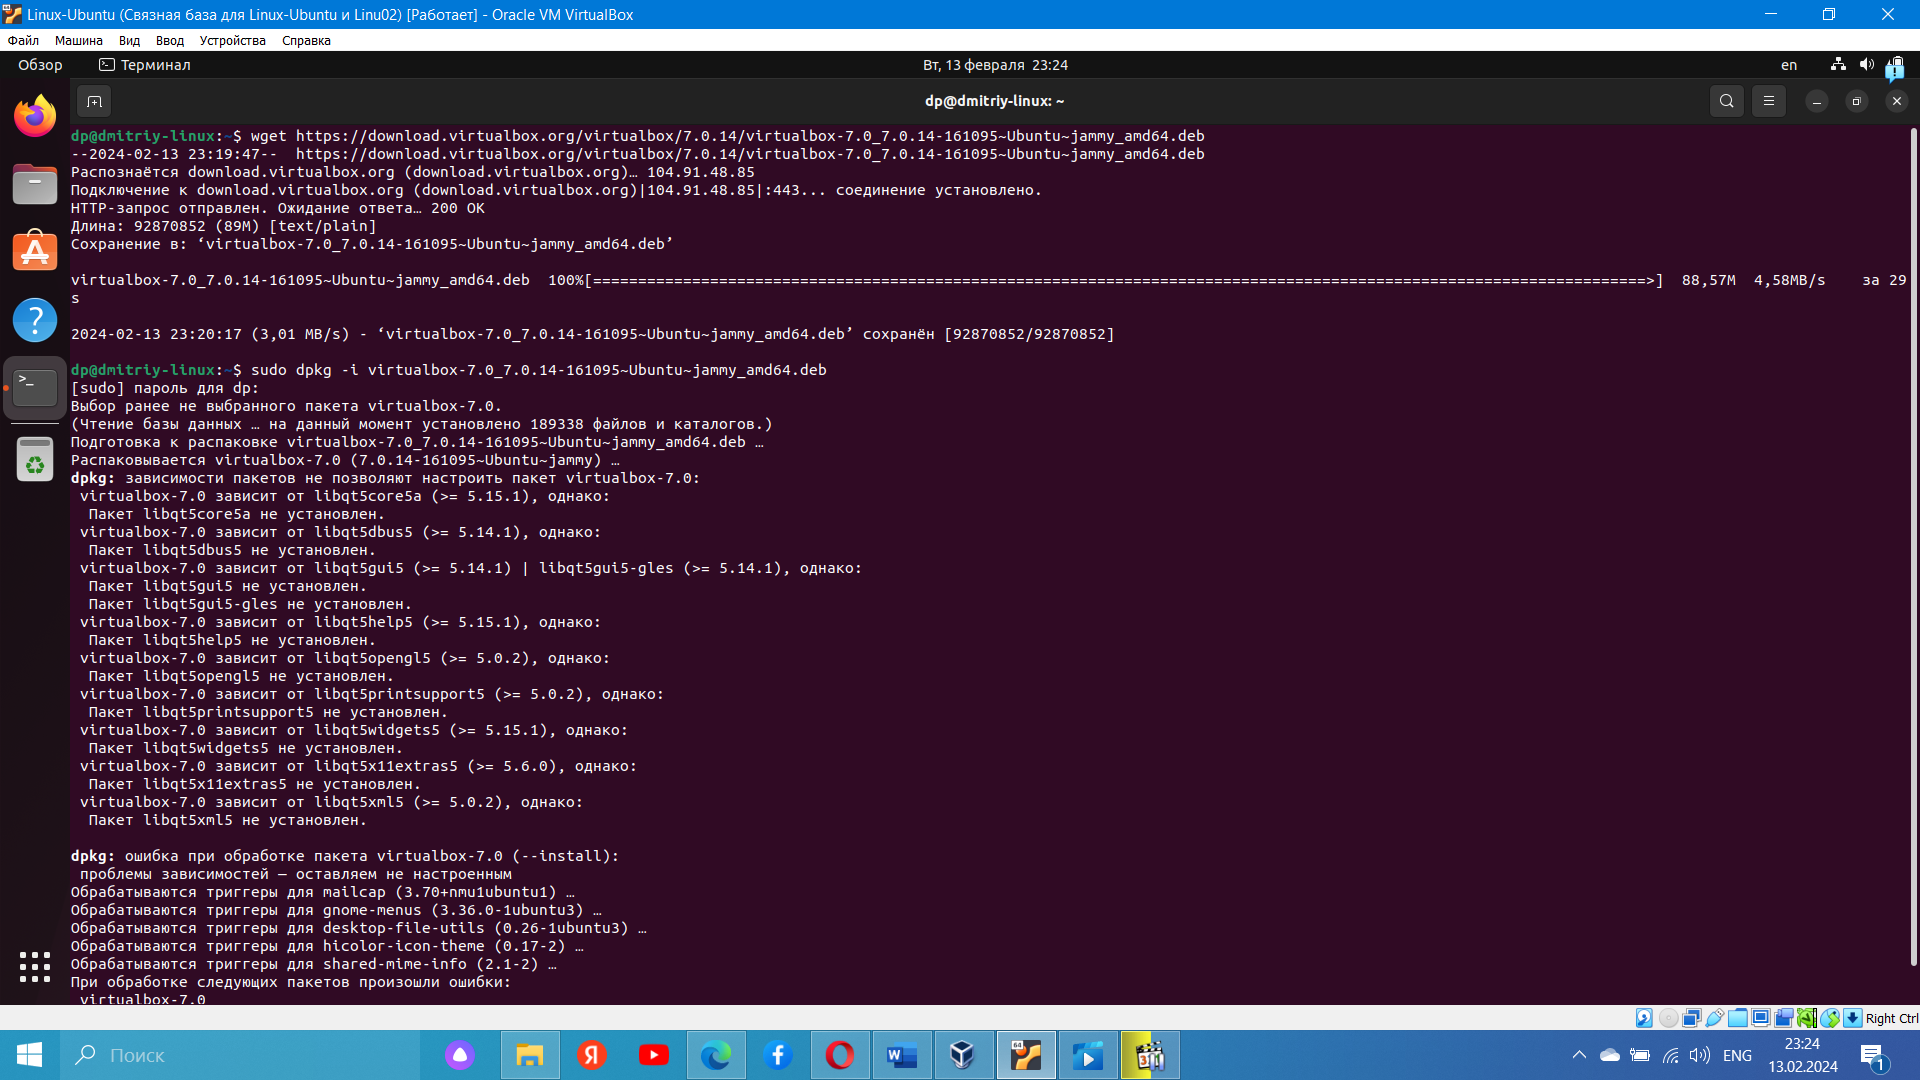 Linux-Ubuntu (Связная база для Linux-Ubuntu и Linu02) [Работает] - Oracle VM VirtualBox
Файл Машина Вид Ввод Устройства Справка
Обзор Терминал Вт, 13 февраля 23:24 en
dp@dmitriy-linux: ~
dp@dmitriy-linux:~$ wget https://download.virtualbox.org/virtualbox/7.0.14/virtualbox-7.0_7.0.14-161095~Ubuntu~jammy_amd64.deb
--2024-02-13 23:19:47--  https://download.virtualbox.org/virtualbox/7.0.14/virtualbox-7.0_7.0.14-161095~Ubuntu~jammy_amd64.deb
Распознаётся download.virtualbox.org (download.virtualbox.org)… 104.91.48.85
Подключение к download.virtualbox.org (download.virtualbox.org)|104.91.48.85|:443... соединение установлено.
HTTP-запрос отправлен. Ожидание ответа… 200 OK
Длина: 92870852 (89M) [text/plain]
Сохранение в: ‘virtualbox-7.0_7.0.14-161095~Ubuntu~jammy_amd64.deb’
virtualbox-7.0_7.0.14-161095~Ubuntu~jammy_amd64.deb  100%[=====================================================================================================================>]  88,57M  4,58MB/s    за 29
s
2024-02-13 23:20:17 (3,01 MB/s) - ‘virtualbox-7.0_7.0.14-161095~Ubuntu~jammy_amd64.deb’ сохранён [92870852/92870852]
dp@dmitriy-linux:~$ sudo dpkg -i virtualbox-7.0_7.0.14-161095~Ubuntu~jammy_amd64.deb
[sudo] пароль для dp:
Выбор ранее не выбранного пакета virtualbox-7.0.
(Чтение базы данных … на данный момент установлено 189338 файлов и каталогов.)
Подготовка к распаковке virtualbox-7.0_7.0.14-161095~Ubuntu~jammy_amd64.deb …
Распаковывается virtualbox-7.0 (7.0.14-161095~Ubuntu~jammy) …
dpkg: зависимости пакетов не позволяют настроить пакет virtualbox-7.0:
virtualbox-7.0 зависит от libqt5core5a (>= 5.15.1), однако:
Пакет libqt5core5a не установлен.
virtualbox-7.0 зависит от libqt5dbus5 (>= 5.14.1), однако:
Пакет libqt5dbus5 не установлен.
virtualbox-7.0 зависит от libqt5gui5 (>= 5.14.1) | libqt5gui5-gles (>= 5.14.1), однако:
Пакет libqt5gui5 не установлен.
Пакет libqt5gui5-gles не установлен.
virtualbox-7.0 зависит от libqt5help5 (>= 5.15.1), однако:
Пакет libqt5help5 не установлен.
virtualbox-7.0 зависит от libqt5opengl5 (>= 5.0.2), однако:
Пакет libqt5opengl5 не установлен.
virtualbox-7.0 зависит от libqt5printsupport5 (>= 5.0.2), однако:
Пакет libqt5printsupport5 не установлен.
virtualbox-7.0 зависит от libqt5widgets5 (>= 5.15.1), однако:
Пакет libqt5widgets5 не установлен.
virtualbox-7.0 зависит от libqt5x11extras5 (>= 5.6.0), однако:
Пакет libqt5x11extras5 не установлен.
virtualbox-7.0 зависит от libqt5xml5 (>= 5.0.2), однако:
Пакет libqt5xml5 не установлен.
dpkg: ошибка при обработке пакета virtualbox-7.0 (--install):
проблемы зависимостей — оставляем не настроенным
Обрабатываются триггеры для mailcap (3.70+nmu1ubuntu1) …
Обрабатываются триггеры для gnome-menus (3.36.0-1ubuntu3) …
Обрабатываются триггеры для desktop-file-utils (0.26-1ubuntu3) …
Обрабатываются триггеры для hicolor-icon-theme (0.17-2) …
Обрабатываются триггеры для shared-mime-info (2.1-2) …
При обработке следующих пакетов произошли ошибки:
virtualbox-7.0
Right Ctrl
Поиск
ENG 23:24
13.02.2024
1